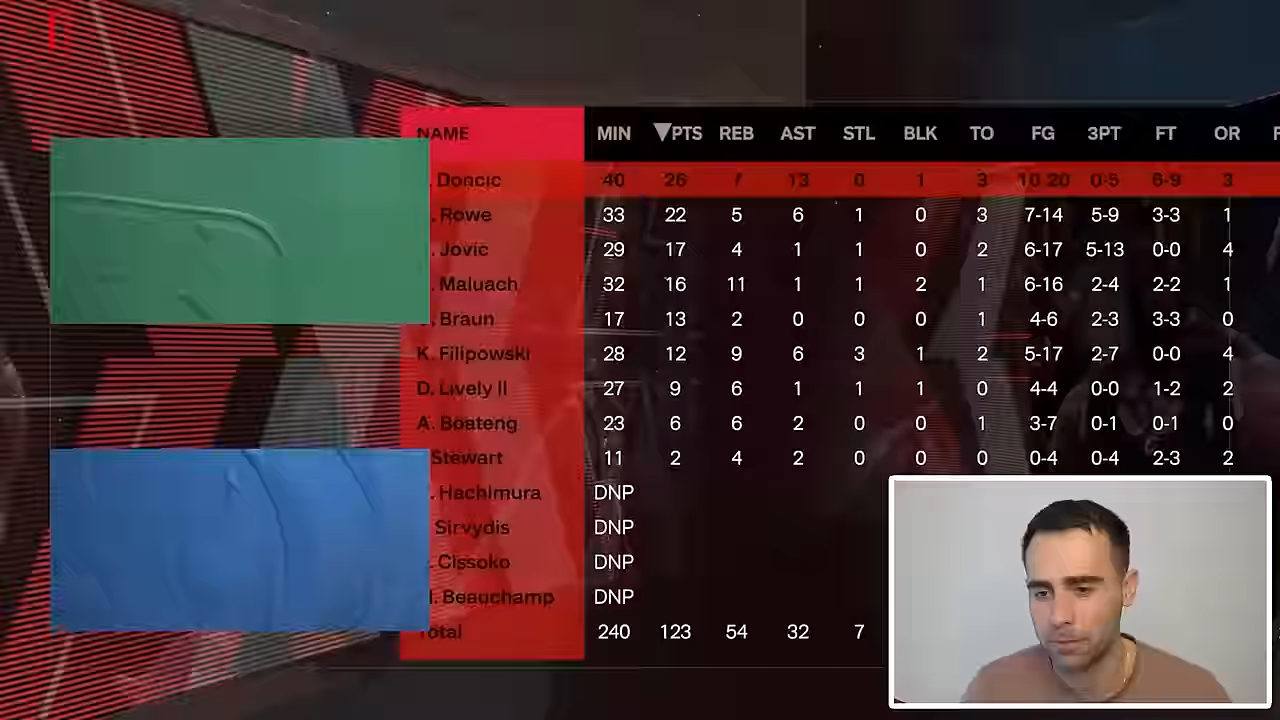 NAME MIN ▼PTS REB AST STL BLK TO FG 3PT FT OR
. Doncic 40 26 7 13 0 1 3 10-20 0-5 6-9 3
. Rowe 33 22 5 6 1 0 3 7-14 5-9 3-3 1
. Jovic 29 17 4 1 1 0 2 6-17 5-13 0-0 4
. Maluach 32 16 11 1 1 2 1 6-16 2-4 2-2 1
. Braun 17 13 2 0 0 0 1 4-6 2-3 3-3 0
K. Filipowski 28 12 9 6 3 1 2 5-17 2-7 0-0 4
D. Lively II 27 9 6 1 1 1 0 4-4 0-0 1-2 2
A. Boateng 23 6 6 2 0 0 1 3-7 0-1 0-1 0
Stewart 11 2 4 2 0 0 0 0-4 0-4 2-3 2
. Hachimura DNP
Sirvydis DNP
. Cissoko DNP
. Beauchamp DNP
Total 240 123 54 32 7